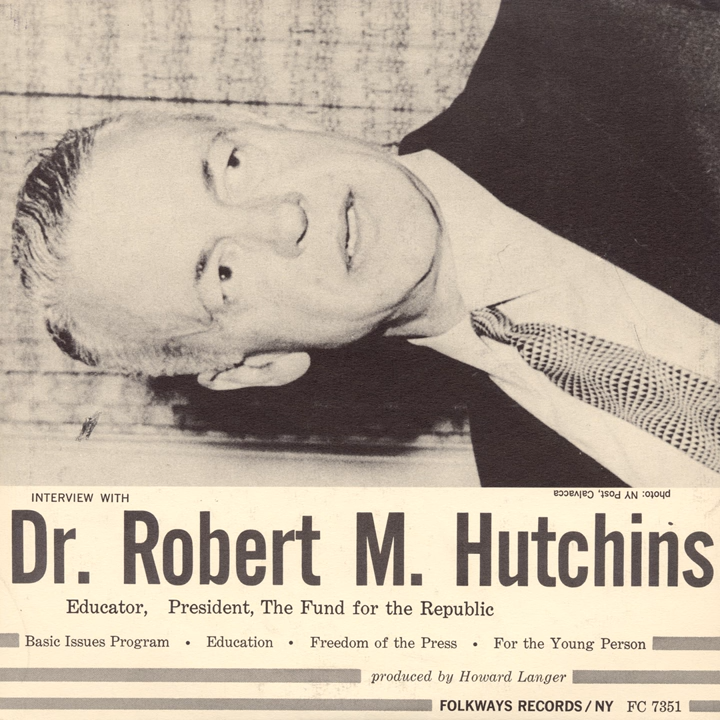 INTERVIEW WITH
photo: NY Post, Calvacca
Dr. Robert M. Hutchins
Educator, President, The Fund for the Republic
Basic Issues Program • Education • Freedom of the Press • For the Young Person
produced by Howard Langer
FOLKWAYS RECORDS/NY FC 7351